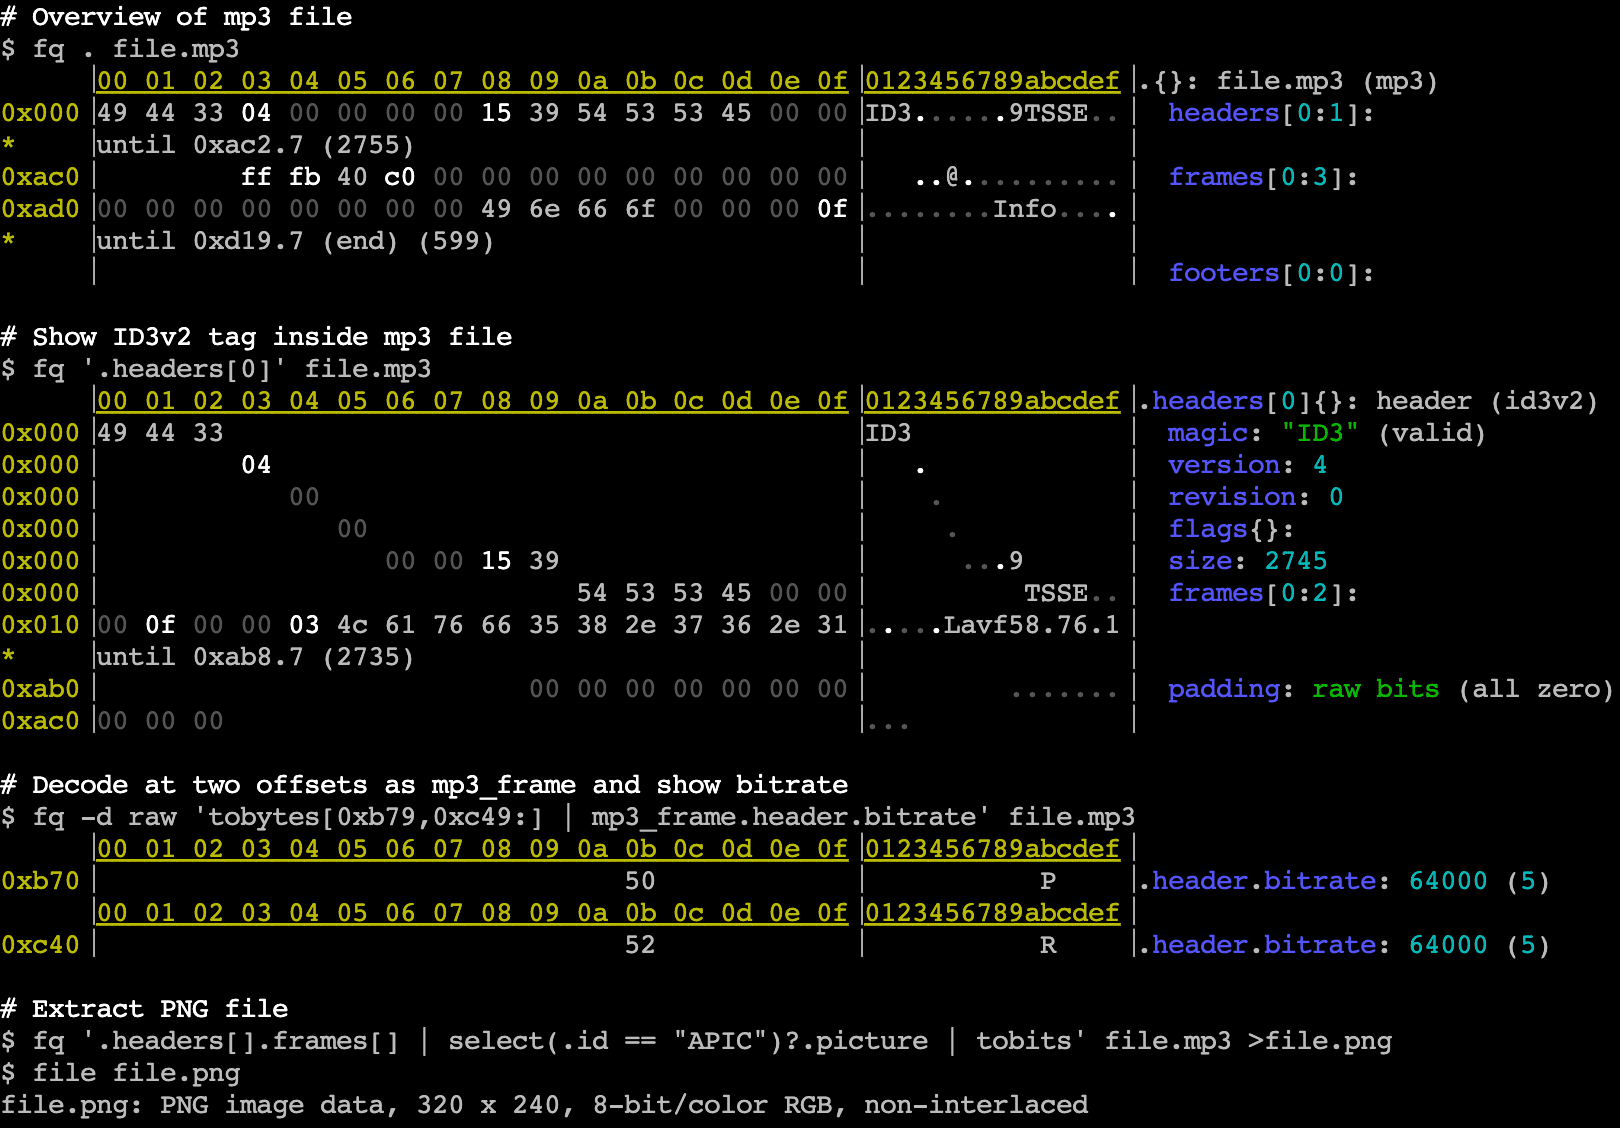 # Overview of mp3 file
$ fq . file.mp3
     |00 01 02 03 04 05 06 07 08 09 0a 0b 0c 0d 0e 0f|0123456789abcdef|.{}: file.mp3 (mp3)
0x000|49 44 33 04 00 00 00 00 15 39 54 53 53 45 00 00|ID3......9TSSE..|  headers[0:1]:
*    |until 0xac2.7 (2755)                           |                |
0xac0|         ff fb 40 c0 00 00 00 00 00 00 00 00 00|   ..@..........|  frames[0:3]:
0xad0|00 00 00 00 00 00 00 00 49 6e 66 6f 00 00 00 0f|........Info....|
*    |until 0xd19.7 (end) (599)                      |                |
     |                                               |                |  footers[0:0]:
# Show ID3v2 tag inside mp3 file
$ fq '.headers[0]' file.mp3
     |00 01 02 03 04 05 06 07 08 09 0a 0b 0c 0d 0e 0f|0123456789abcdef|.headers[0]{}: header (id3v2)
0x000|49 44 33                                       |ID3             |  magic: "ID3" (valid)
0x000|         04                                    |   .            |  version: 4
0x000|            00                                 |    .           |  revision: 0
0x000|               00                              |     .          |  flags{}:
0x000|                  00 00 15 39                  |      ...9      |  size: 2745
0x000|                              54 53 53 45 00 00|          TSSE..|  frames[0:2]:
0x010|00 0f 00 00 03 4c 61 76 66 35 38 2e 37 36 2e 31|.....Lavf58.76.1|
*    |until 0xab8.7 (2735)                           |                |
0xab0|                           00 00 00 00 00 00 00|         .......|  padding: raw bits (all zero)
0xac0|00 00 00                                       |...             |
# Decode at two offsets as mp3_frame and show bitrate
$ fq -d raw 'tobytes[0xb79,0xc49:] | mp3_frame.header.bitrate' file.mp3
     |00 01 02 03 04 05 06 07 08 09 0a 0b 0c 0d 0e 0f|0123456789abcdef|
0xb70|                                 50            |           P    |.header.bitrate: 64000 (5)
     |00 01 02 03 04 05 06 07 08 09 0a 0b 0c 0d 0e 0f|0123456789abcdef|
0xc40|                                 52            |           R    |.header.bitrate: 64000 (5)
# Extract PNG file
$ fq '.headers[].frames[] | select(.id == "APIC")?.picture | tobits' file.mp3 >file.png
$ file file.png
file.png: PNG image data, 320 x 240, 8-bit/color RGB, non-interlaced